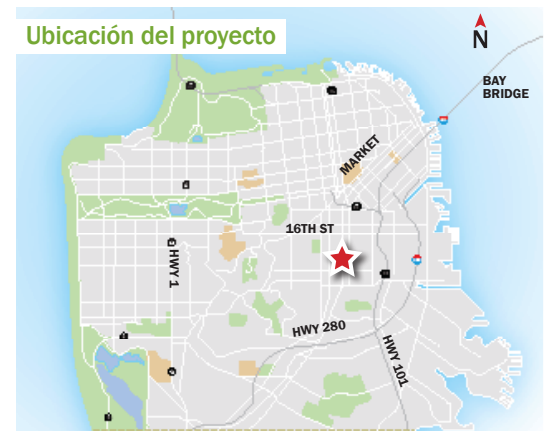 Ubicación del proyecto
N
BAY
BRIDGE
MARKET
16TH ST
HWY 1
HWY 280
HWY 101